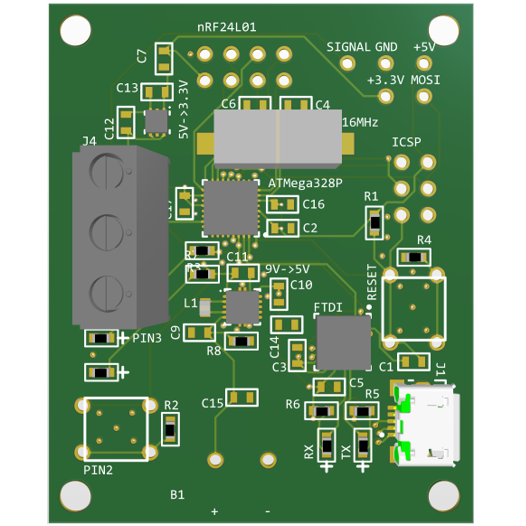 nRF24L01
SIGNAL GND +5V
C7
+3.3V MOSI
C13
5V->3.3V
C6
C4
C12
16MHz
J4
ICSP
ATMega328P
R1
C16
C2
R4
C11
9V->5V
C10
RESET
L1
FTDI
PIN3
C9
R8
C14
C3
C1
J1
C5
C15
R6
R5
R2
RX
TX
PIN2
B1
+ -